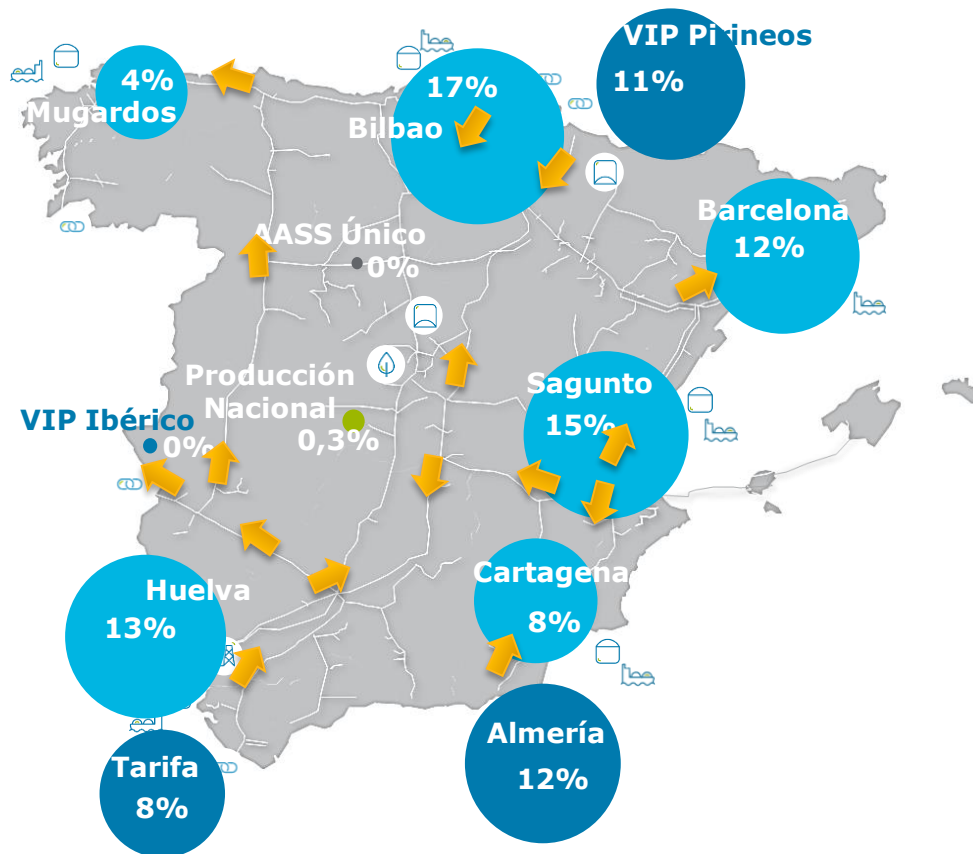 VIP Pirineos
11%
4%
Mugardos
17%
Bilbao
Barcelona
12%
AASS Único
0%
Producción
Nacional
0,3%
Sagunto
15%
VIP Ibérico
0%
Cartagena
8%
Huelva
13%
Almería
12%
Tarifa
8%